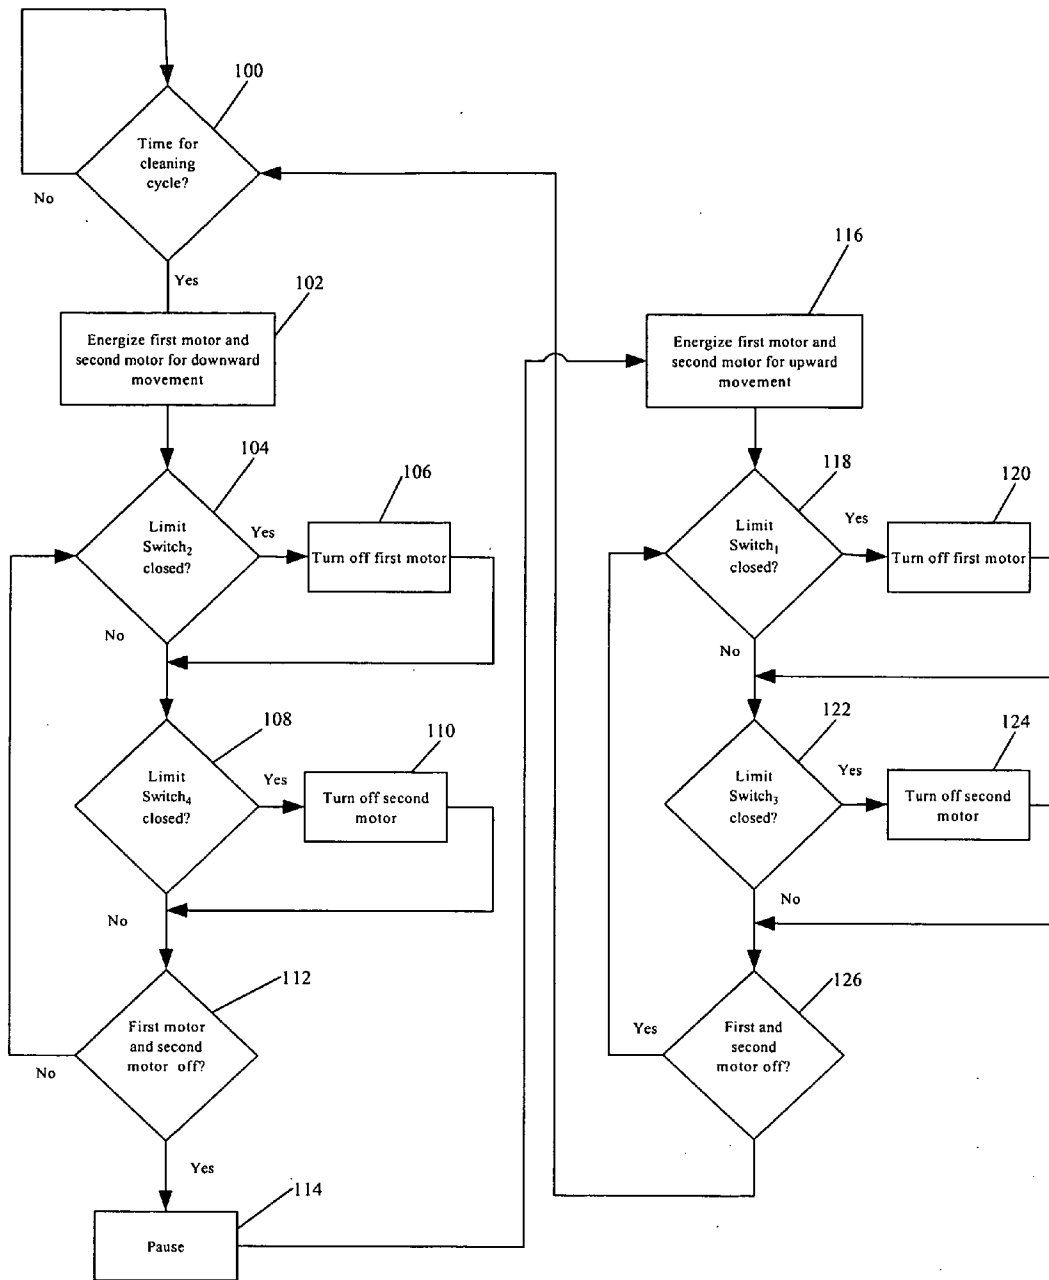 100
Time for
cleaning
cycle?
No
Yes
102
Energize first motor and
second motor for downward
movement
104
Limit
Switch₂
closed?
Yes
106
Turn off first motor
No
108
Limit
Switch₄
closed?
Yes
110
Turn off second
motor
No
112
First motor
and second
motor off?
No
Yes
114
Pause
116
Energize first motor and
second motor for upward
movement
118
Limit
Switch₁
closed?
Yes
120
Turn off first motor
No
122
Limit
Switch₃
closed?
Yes
124
Turn off second
motor
No
126
First and
second
motor off?
Yes